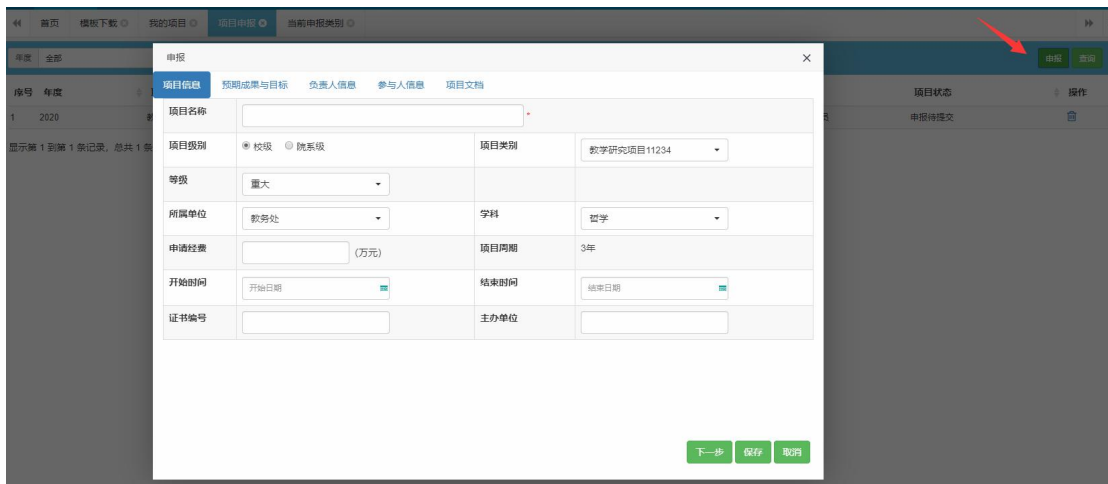 首页 模板下载 我的项目 项目申报 当前申报类别
年度 全部 申报 查询
申报 ×
序号 年度 项目状态 操作
项目信息 预期成果与目标 负责人信息 参与人信息 项目文档
1 2020 申报待提交
项目名称 *
显示第 1 到第 1 条记录，总共 1 条
项目级别 校级 院系级 项目类别 教学研究项目11234
等级 重大
所属单位 教务处 学科 哲学
申请经费 (万元) 项目周期 3年
开始时间 开始日期 结束时间 结束日期
证书编号 主办单位
下一步 保存 取消